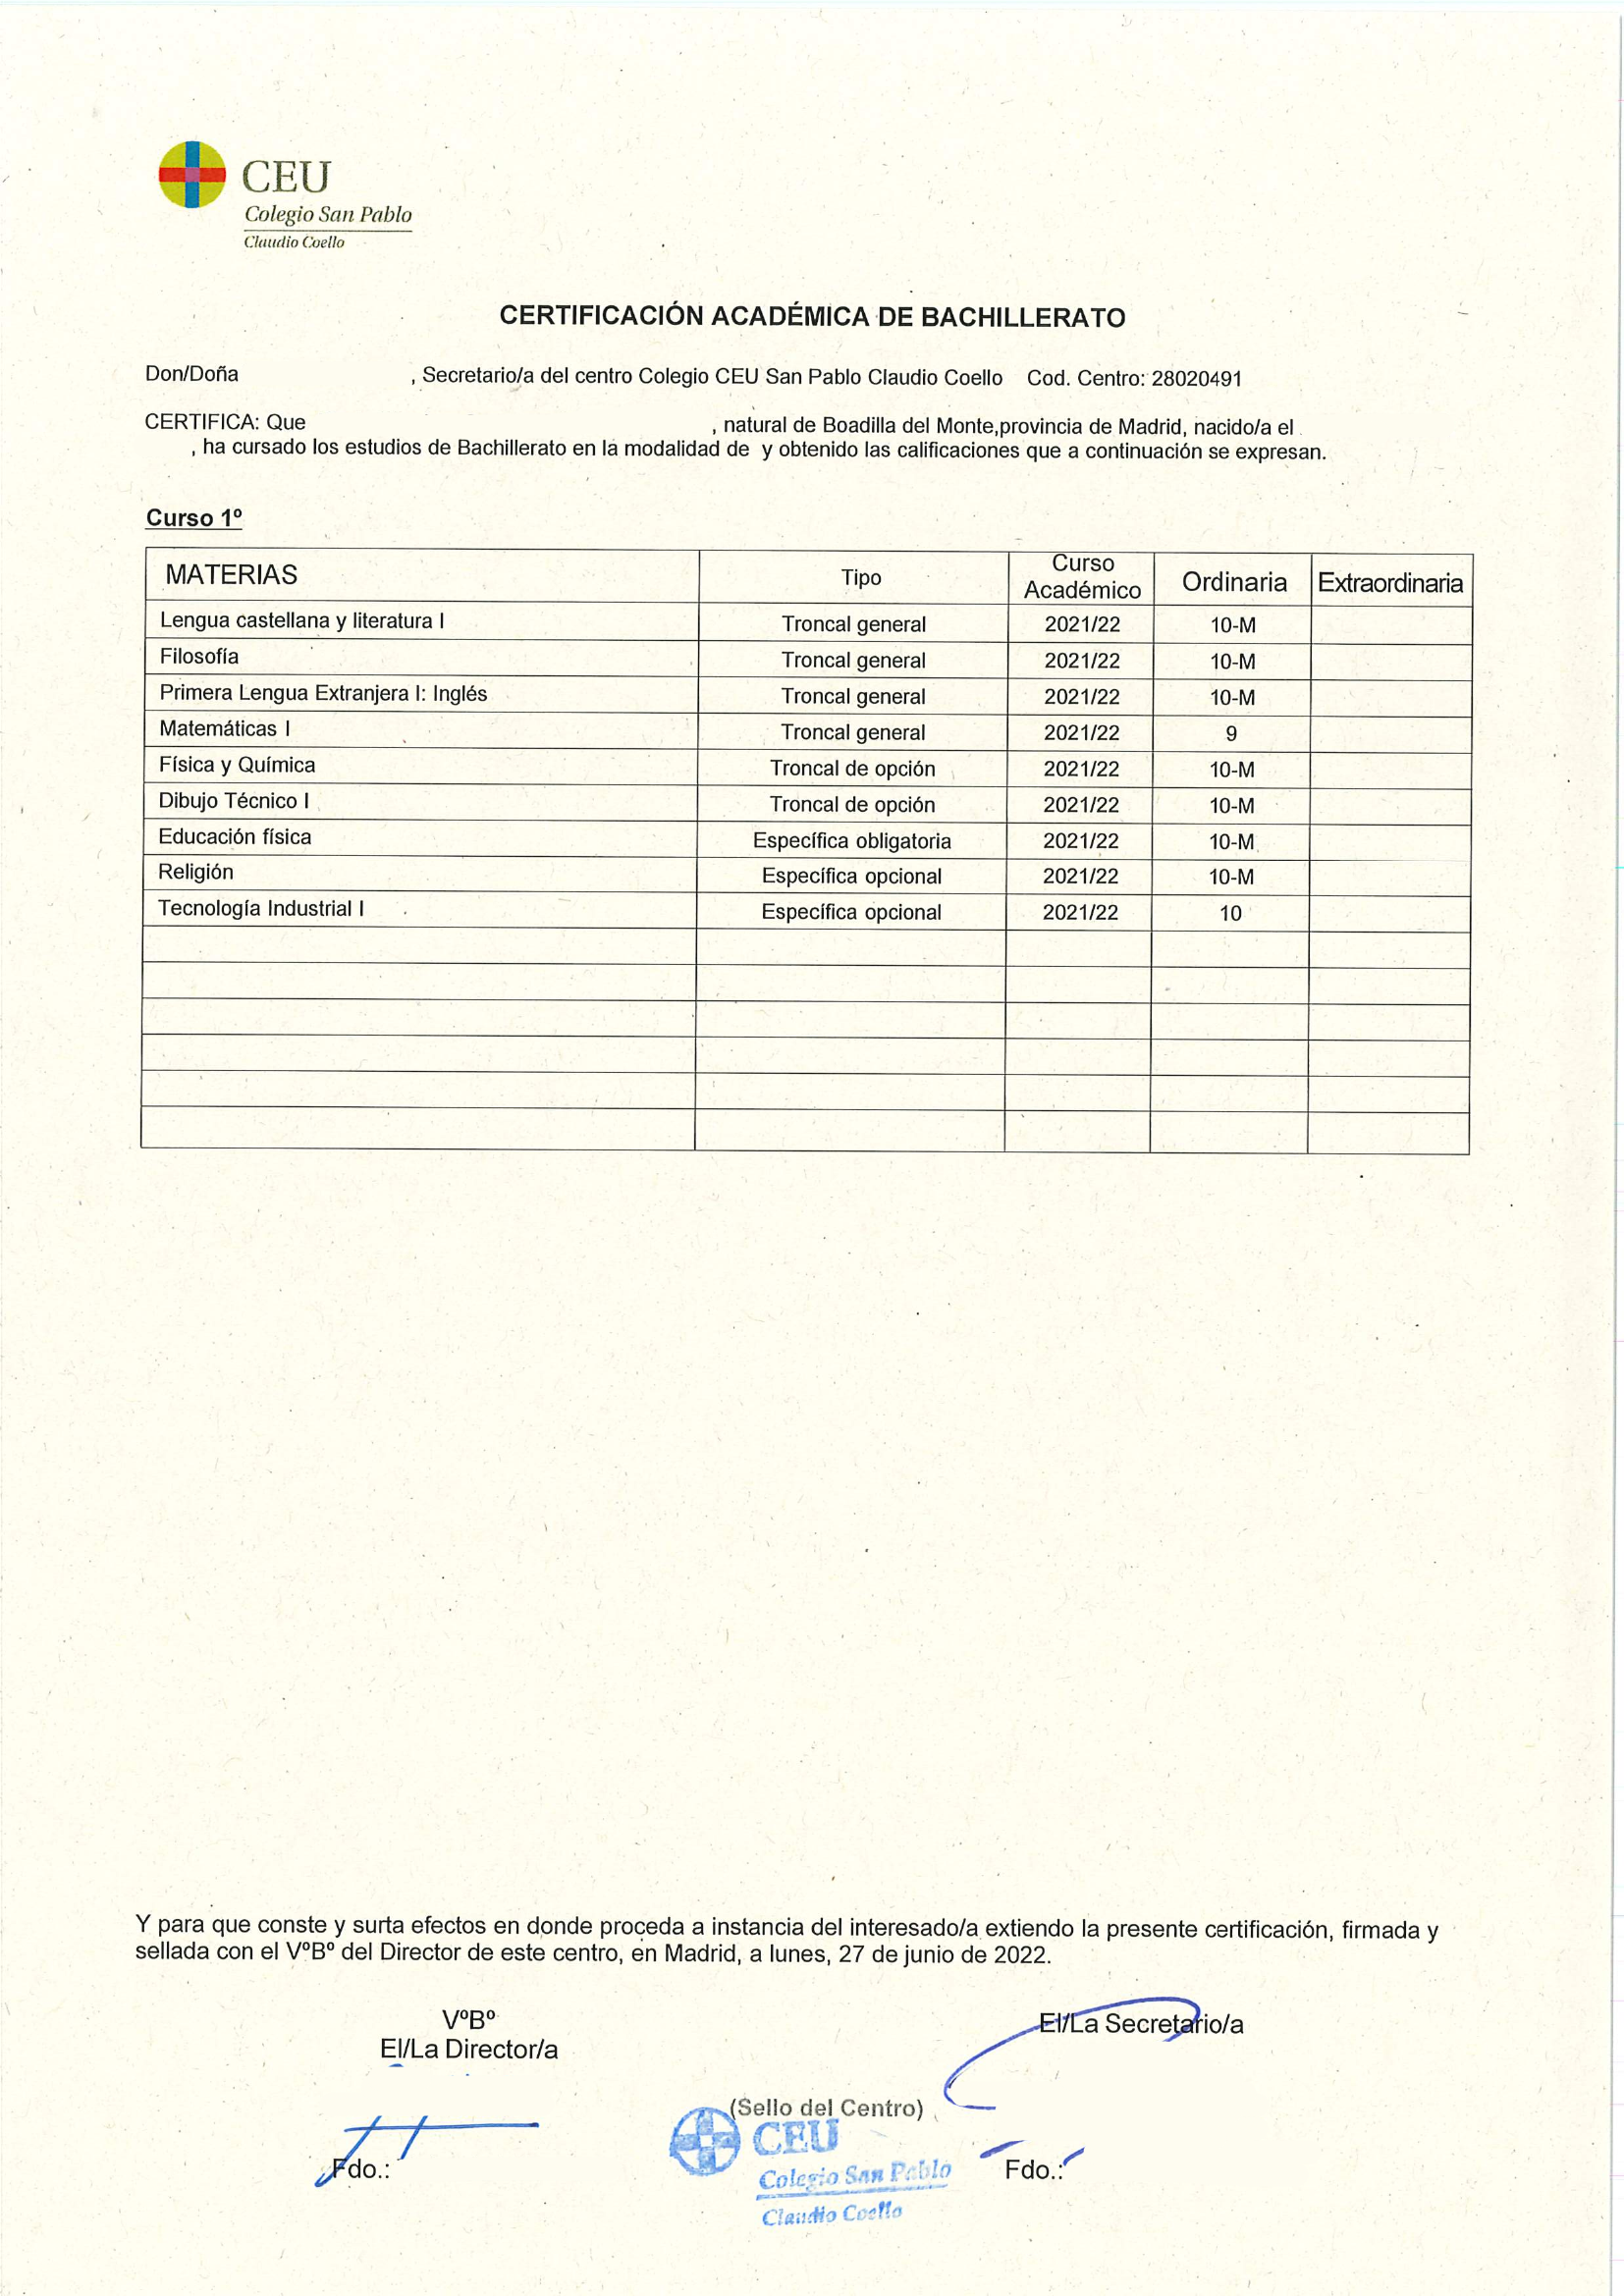 CEU
Colegio San Pablo
Claudio Coello
CERTIFICACIÓN ACADÉMICA DE BACHILLERATO
Don/Doña , Secretario/a del centro Colegio CEU San Pablo Claudio Coello Cod. Centro: 28020491
CERTIFICA: Que , natural de Boadilla del Monte,provincia de Madrid, nacido/a el
, ha cursado los estudios de Bachillerato en la modalidad de y obtenido las calificaciones que a continuación se expresan.
Curso 1º
MATERIAS Tipo Curso Académico Ordinaria Extraordinaria
Lengua castellana y literatura I Troncal general 2021/22 10-M
Filosofía Troncal general 2021/22 10-M
Primera Lengua Extranjera I: Inglés Troncal general 2021/22 10-M
Matemáticas I Troncal general 2021/22 9
Física y Química Troncal de opción 2021/22 10-M
Dibujo Técnico I Troncal de opción 2021/22 10-M
Educación física Específica obligatoria 2021/22 10-M
Religión Específica opcional 2021/22 10-M
Tecnología Industrial I Específica opcional 2021/22 10
Y para que conste y surta efectos en donde proceda a instancia del interesado/a extiendo la presente certificación, firmada y
sellada con el VºBº del Director de este centro, en Madrid, a lunes, 27 de junio de 2022.
VºBº
El/La Director/a
El/La Secretario/a
(Sello del Centro)
CEU
Colegio San Pablo
Claudio Coello
Fdo.:
Fdo.: